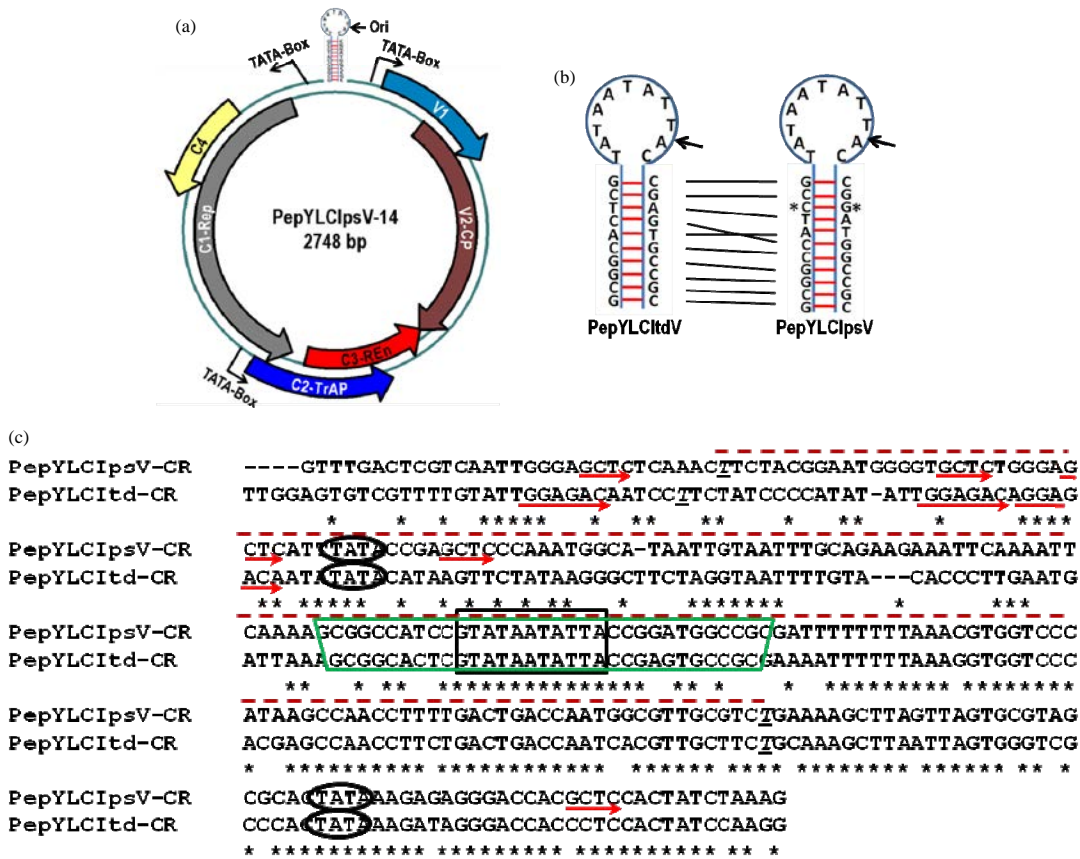 (a)
Ori
TATA-Box
TATA-Box
C4
V1
C1-Rep
PepYLCIpsV-14
2748 bp
V2-CP
C3-REn
C2-TrAP
TATA-Box
(b)
T A T A A T A T T A C
T A T A A T A T T A C
G C
C G
T A
C G
A T
C G
G C
G C
C G
G C
G C
C G
* C G *
T A
A T
C G
C G
G C
G C
C G
G C
PepYLCItdV
PepYLCIpsV
(c)
PepYLCIpsV-CR ----GTTTGACTCGTCAATTGGGAGCTCTCAAACTTCTACGGAATGGGGTGCTCTGGGAG
PepYLCItd-CR TTGGAGTGTCGTTTTGTATTGGAGACAATCCTTCTATCCCCATAT-ATTGGAGACAGGAG
PepYLCIpsV-CR CTCATTTATACCGAGCTCCCAAATGGCA-TAATTGTAATTTGCAGAAGAAATTCAAAATT
PepYLCItd-CR ACAATATATACATAAGTTCTATAAGGGCTTCTAGGTAATTTTGTA---CACCCTTGAATG
PepYLCIpsV-CR CAAAAGCGGCCATCCGTATAATATTACCGGATGGCCGCGATTTTTTTTAAACGTGGTCCC
PepYLCItd-CR ATTAAAGCGGCACTCGTATAATATTACCGAGTGCCGCGAAAATTTTTTAAAGGTGGTCCC
PepYLCIpsV-CR ATAAGCCAACCTTTTGACTGACCAATGGCGTTGCGTCTGAAAAGCTTAGTTAGTGCGTAG
PepYLCItd-CR ACGAGCCAACCTTCTGACTGACCAATCACGTTGCTTCTGCAAAGCTTAATTAGTGGGTCG
PepYLCIpsV-CR CGCACTATAAAGAGAGGGACCACGCTCCACTATCTAAAG
PepYLCItd-CR CCCACTATAAAGATAGGGACCACCCTCCACTATCCAAGG